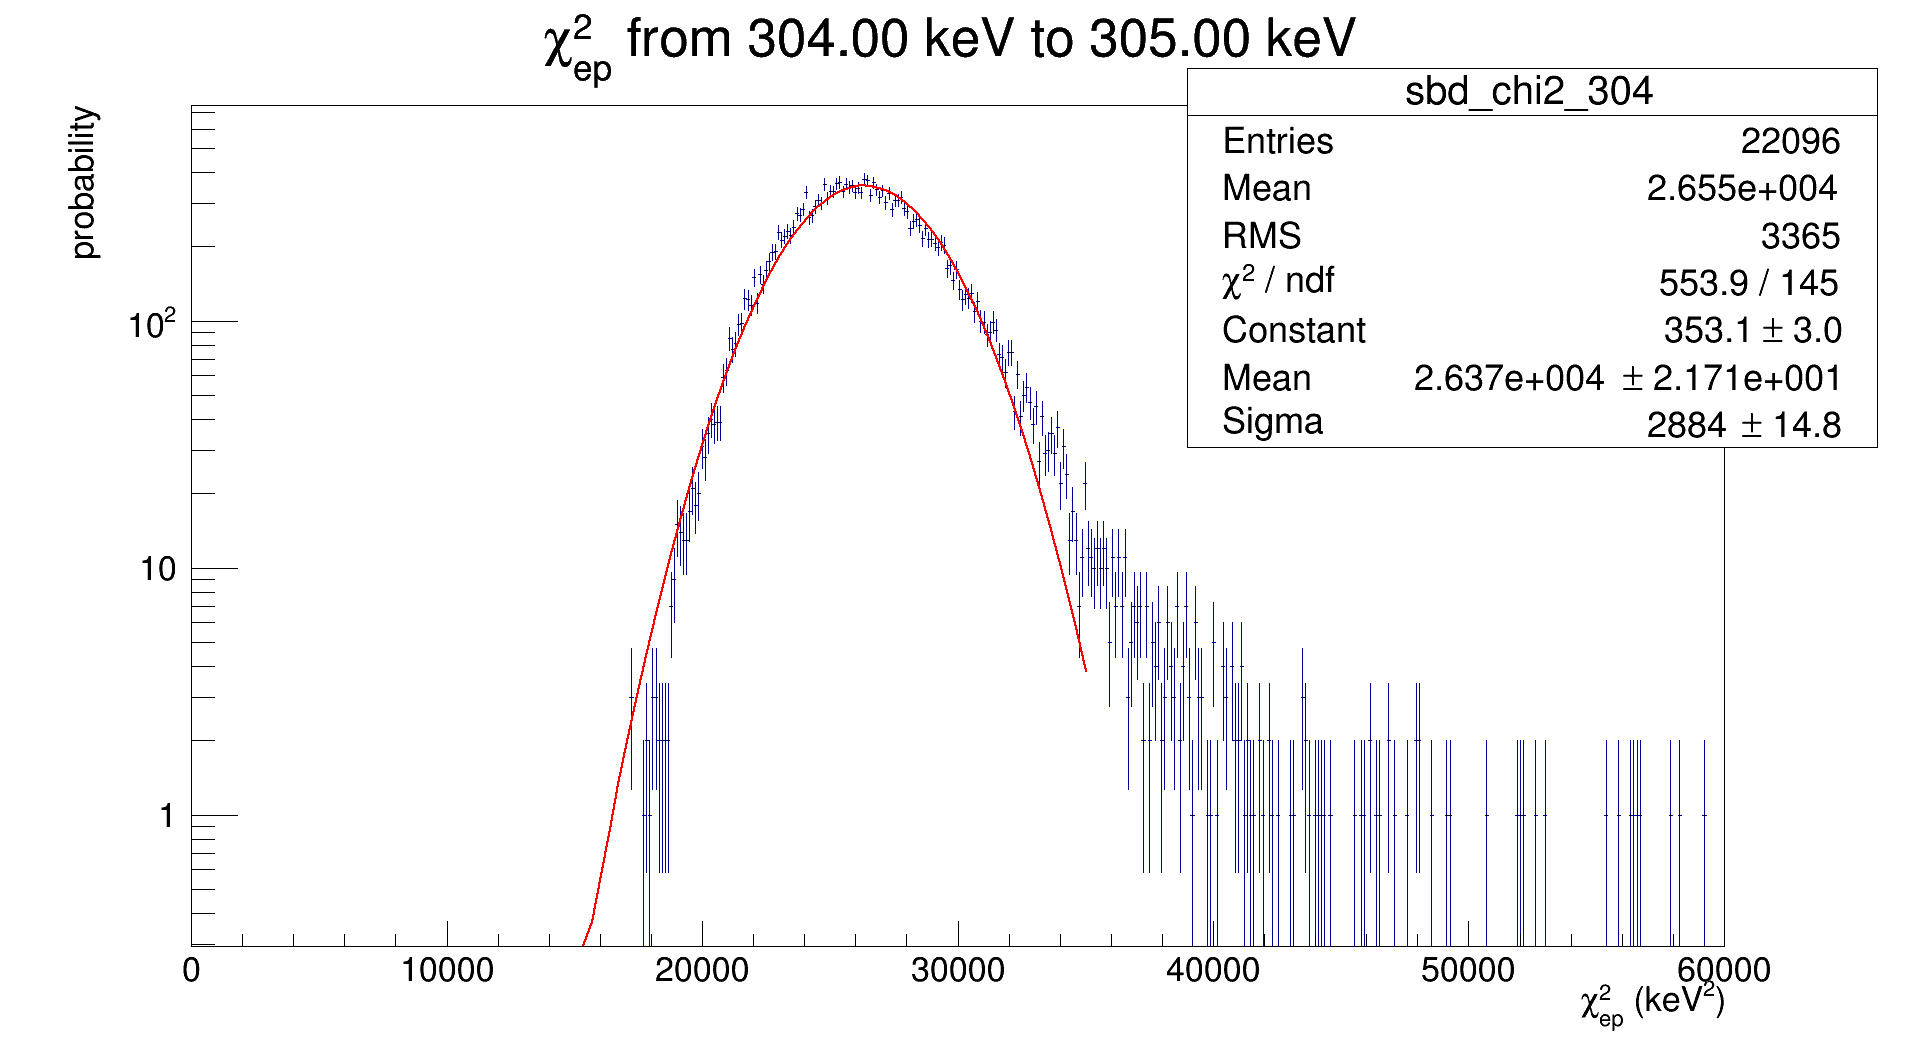 χ²ep from 304.00 keV to 305.00 keV
probability
sbd_chi2_304
Entries 22096
Mean 2.655e+004
RMS 3365
χ² / ndf 553.9 / 145
Constant 353.1 ± 3.0
Mean 2.637e+004 ± 2.171e+001
Sigma 2884 ± 14.8
10²
10
1
0 10000 20000 30000 40000 50000 60000
χ²ep (keV²)